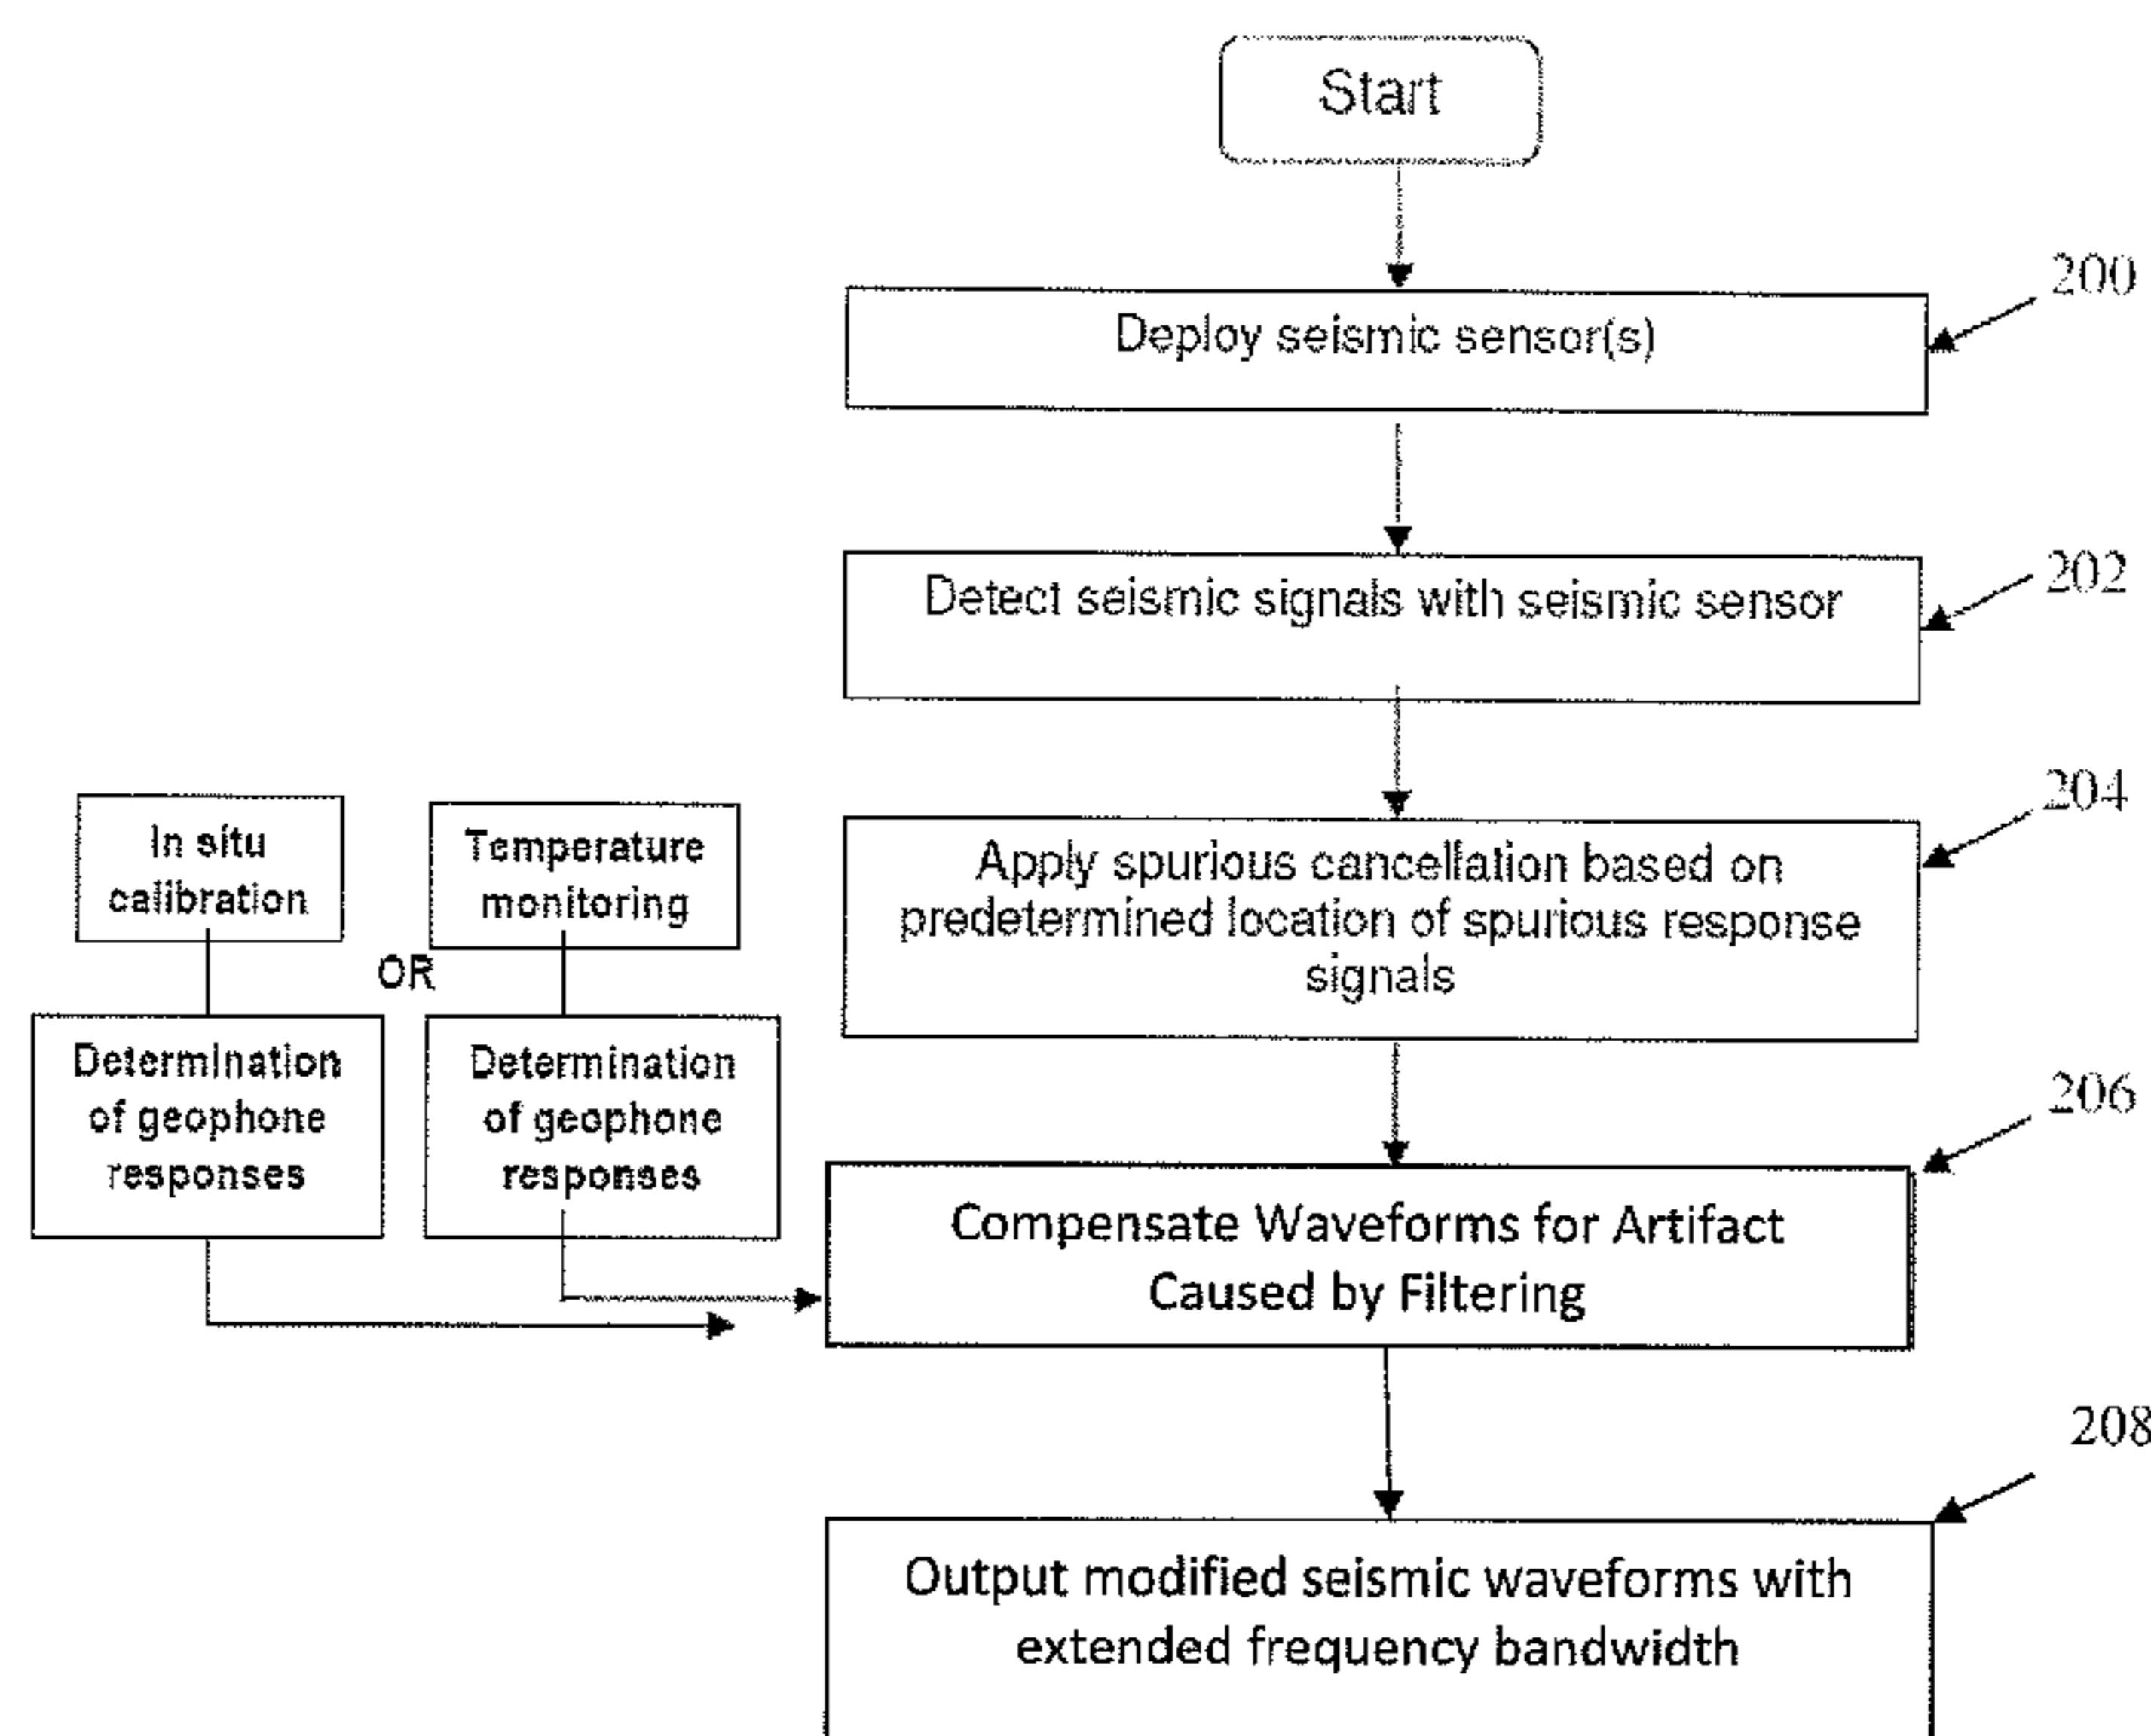 Start
200
Deploy seismic sensor(s)
202
Detect seismic signals with seismic sensor
204
Apply spurious cancellation based on
predetermined location of spurious response
signals
In situ
calibration
OR
Temperature
monitoring
Determination
of geophone
responses
Determination
of geophone
responses
206
Compensate Waveforms for Artifact
Caused by Filtering
208
Output modified seismic waveforms with
extended frequency bandwidth